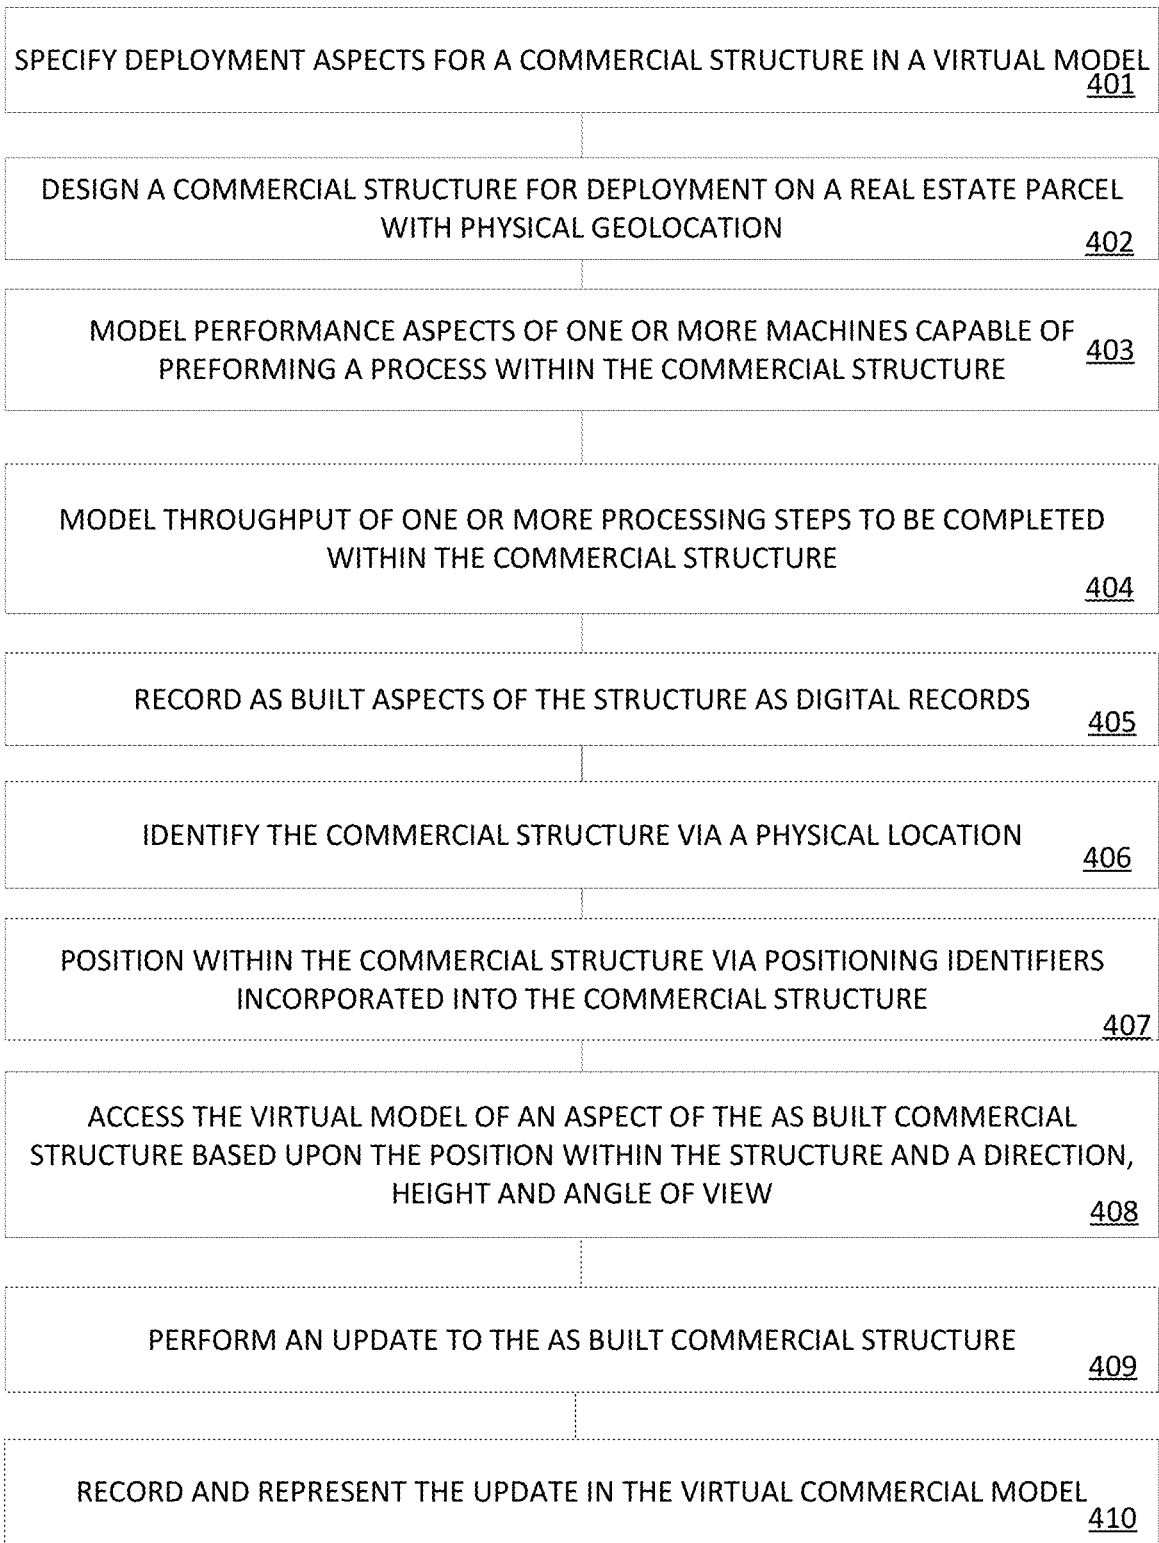 SPECIFY DEPLOYMENT ASPECTS FOR A COMMERCIAL STRUCTURE IN A VIRTUAL MODEL
401
DESIGN A COMMERCIAL STRUCTURE FOR DEPLOYMENT ON A REAL ESTATE PARCEL
WITH PHYSICAL GEOLOCATION
402
MODEL PERFORMANCE ASPECTS OF ONE OR MORE MACHINES CAPABLE OF
403
PREFORMING A PROCESS WITHIN THE COMMERCIAL STRUCTURE
MODEL THROUGHPUT OF ONE OR MORE PROCESSING STEPS TO BE COMPLETED
WITHIN THE COMMERCIAL STRUCTURE
404
RECORD AS BUILT ASPECTS OF THE STRUCTURE AS DIGITAL RECORDS
405
IDENTIFY THE COMMERCIAL STRUCTURE VIA A PHYSICAL LOCATION
406
POSITION WITHIN THE COMMERCIAL STRUCTURE VIA POSITIONING IDENTIFIERS
INCORPORATED INTO THE COMMERCIAL STRUCTURE
407
ACCESS THE VIRTUAL MODEL OF AN ASPECT OF THE AS BUILT COMMERCIAL
STRUCTURE BASED UPON THE POSITION WITHIN THE STRUCTURE AND A DIRECTION,
HEIGHT AND ANGLE OF VIEW
408
PERFORM AN UPDATE TO THE AS BUILT COMMERCIAL STRUCTURE
409
RECORD AND REPRESENT THE UPDATE IN THE VIRTUAL COMMERCIAL MODEL
410